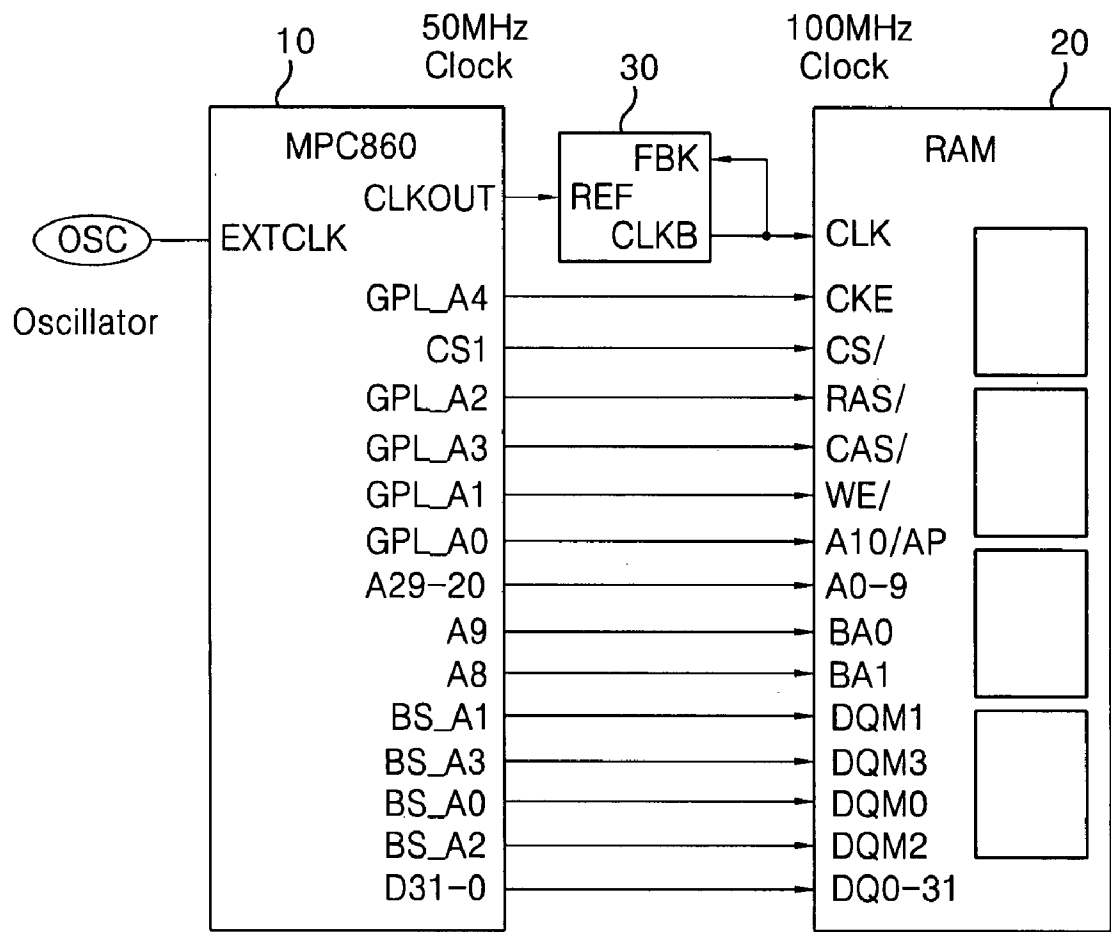 10
50MHz
Clock
30
100MHz
Clock
20
MPC860
FBK
RAM
CLKOUT
REF
OSC
EXTCLK
CLKB
CLK
Oscillator
GPL_A4
CKE
CS1
CS/
GPL_A2
RAS/
GPL_A3
CAS/
GPL_A1
WE/
GPL_A0
A10/AP
A29-20
A0-9
A9
BA0
A8
BA1
BS_A1
DQM1
BS_A3
DQM3
BS_A0
DQM0
BS_A2
DQM2
D31-0
DQ0-31